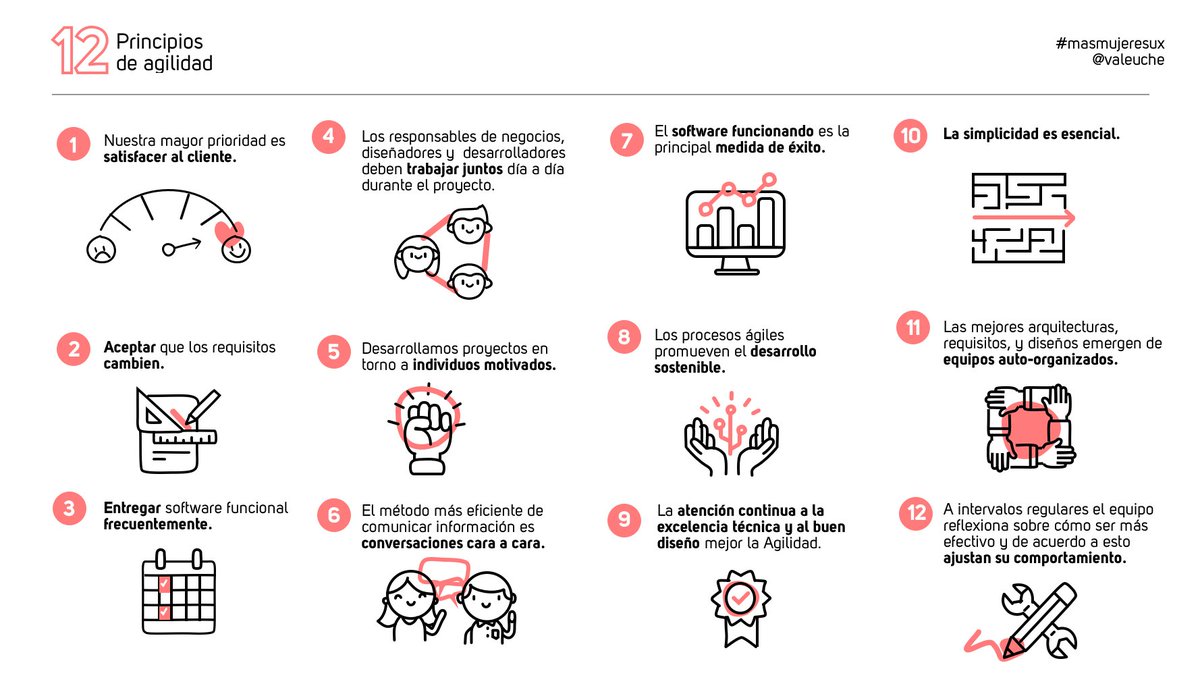 12 Principios
de agilidad
#masmujeresux
@valeuche
1
Nuestra mayor prioridad es
satisfacer al cliente.
2
Aceptar que los requisitos
cambien.
3
Entregar software funcional
frecuentemente.
4
Los responsables de negocios,
diseñadores y desarrolladores
deben trabajar juntos día a día
durante el proyecto.
5
Desarrollamos proyectos en
torno a individuos motivados.
6
El método más eficiente de
comunicar información es
conversaciones cara a cara.
7
El software funcionando es la
principal medida de éxito.
8
Los procesos ágiles
promueven el desarrollo
sostenible.
9
La atención continua a la
excelencia técnica y al buen
diseño mejor la Agilidad.
10
La simplicidad es esencial.
11
Las mejores arquitecturas,
requisitos, y diseños emergen de
equipos auto-organizados.
12
A intervalos regulares el equipo
reflexiona sobre cómo ser más
efectivo y de acuerdo a esto
ajustan su comportamiento.